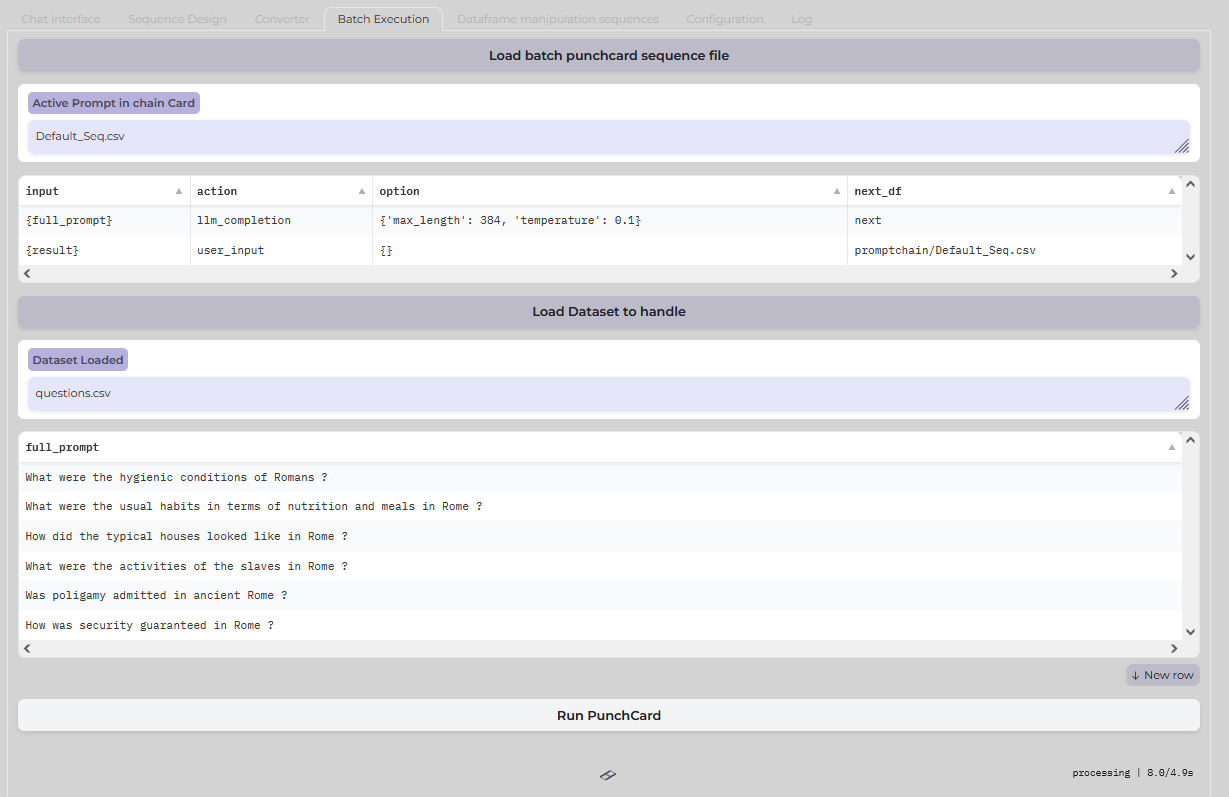 Chat Interface Sequence Design Converter Batch Execution Dataframe manipulation sequences Configuration Log
Load batch punchcard sequence file
Active Prompt in chain Card
Default_Seq.csv
input action option next_df
{full_prompt} llm_completion {'max_length': 384, 'temperature': 0.1} next
{result} user_input {} promptchain/Default_Seq.csv
Load Dataset to handle
Dataset Loaded
questions.csv
full_prompt
What were the hygienic conditions of Romans ?
What were the usual habits in terms of nutrition and meals in Rome ?
How did the typical houses looked like in Rome ?
What were the activities of the slaves in Rome ?
Was poligamy admitted in ancient Rome ?
How was security guaranteed in Rome ?
↓ New row
Run PunchCard
processing | 8.0/4.9s